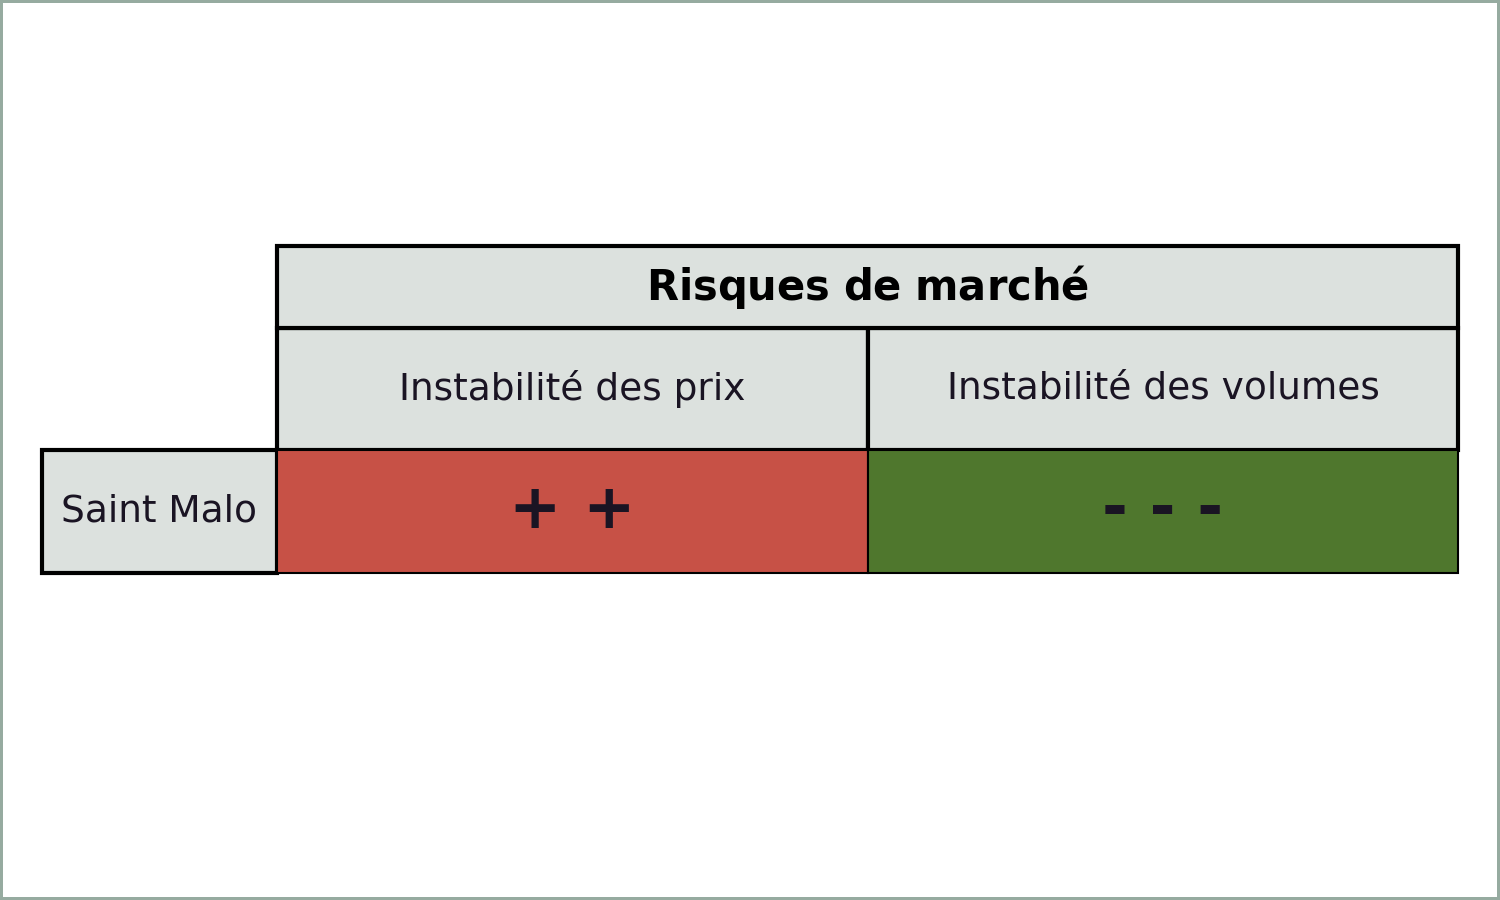 Risques de marché
Instabilité des prix
Instabilité des volumes
Saint Malo
+ +
- - -